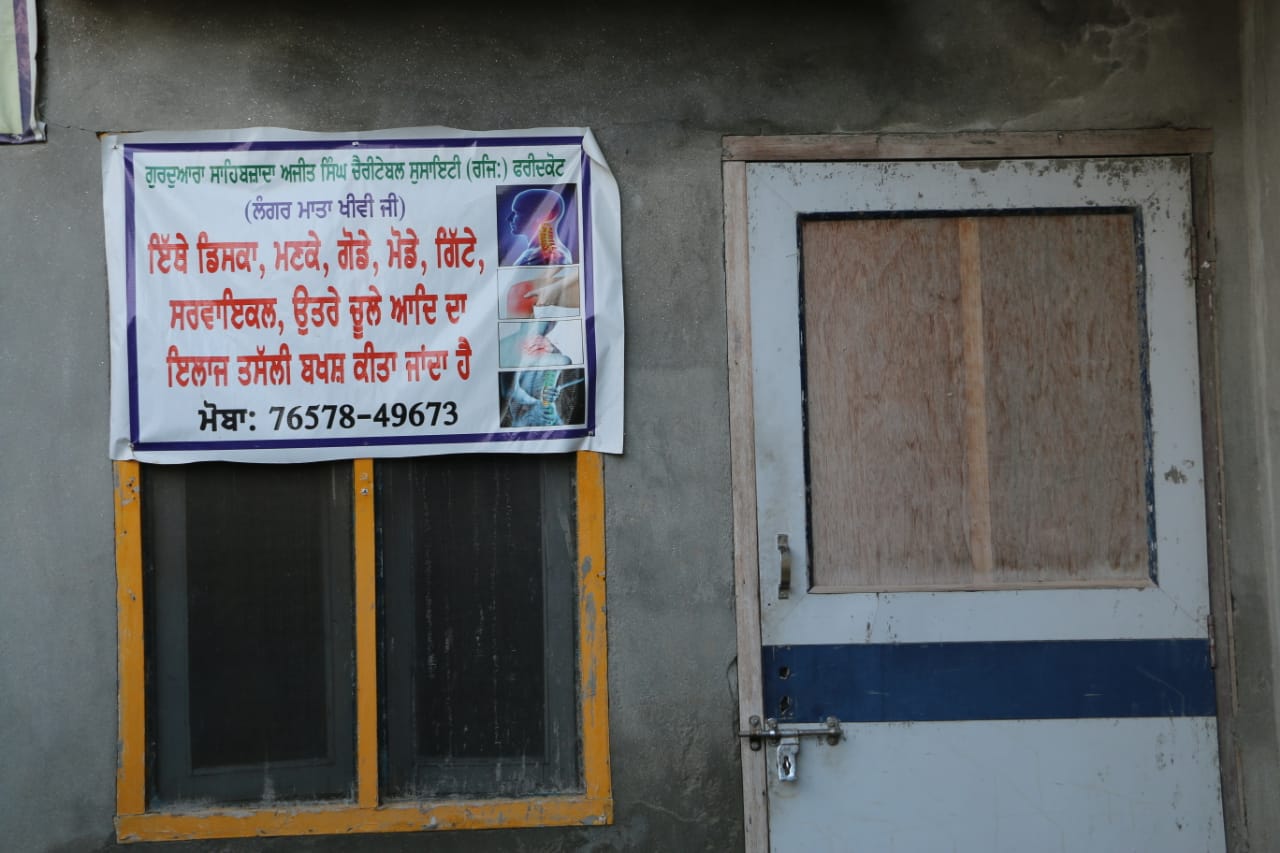 ਗੁਰਦੁਆਰਾ ਸਾਹਿਬਜ਼ਾਦਾ ਅਜੀਤ ਸਿੰਘ ਚੈਰੀਟੇਬਲ ਸੁਸਾਇਟੀ (ਰਜਿ:) ਫਰੀਦਕੋਟ
(ਲੰਗਰ ਮਾਤਾ ਖੀਵੀ ਜੀ)
ਇੱਥੇ ਡਿਸਕਾ, ਮਣਕੇ, ਗੋਡੇ, ਮੋਡੇ, ਗਿੱਟੇ,
ਸਰਵਾਇਕਲ, ਉਤਰੇ ਚੂਲੇ ਆਦਿ ਦਾ
ਇਲਾਜ ਤਸੱਲੀ ਬਖਸ਼ ਕੀਤਾ ਜਾਂਦਾ ਹੈ
ਮੋਬਾ: 76578-49673